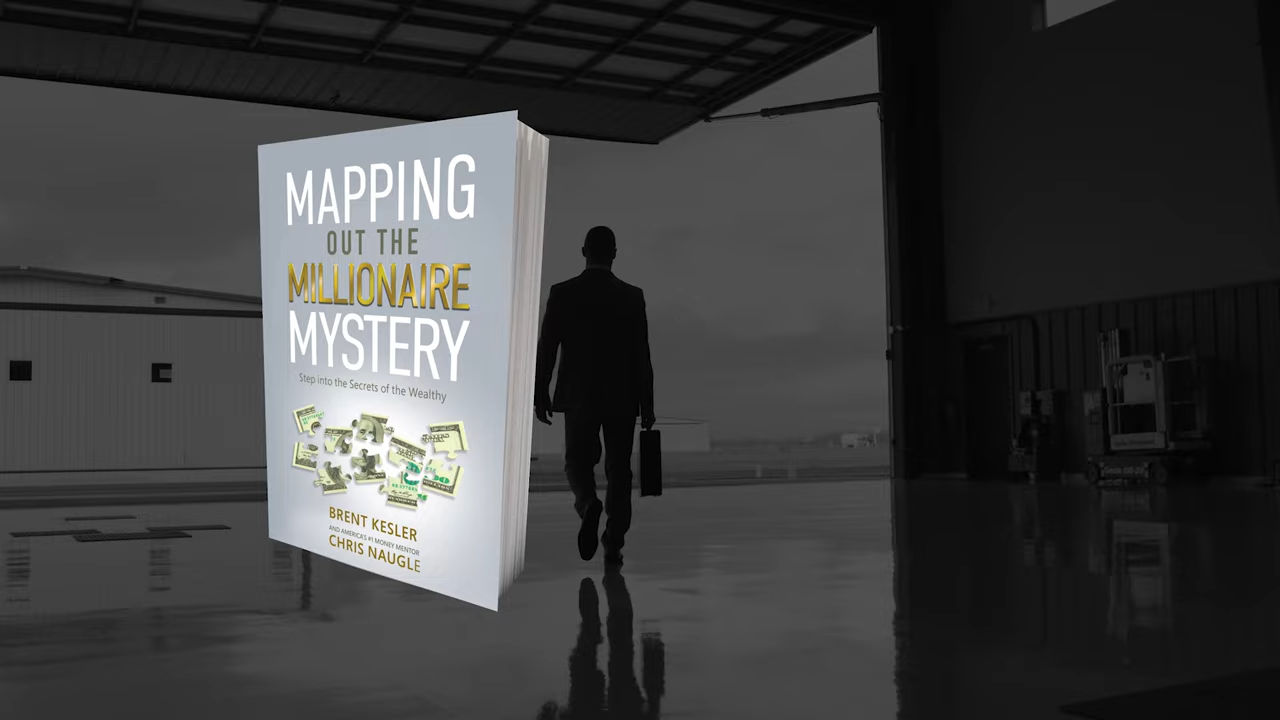 MAPPING
OUT THE
MILLIONAIRE
MYSTERY
Step into the Secrets of the Wealthy
BRENT KESLER
AND AMERICA'S #1 MONEY MENTOR
CHRIS NAUGLE